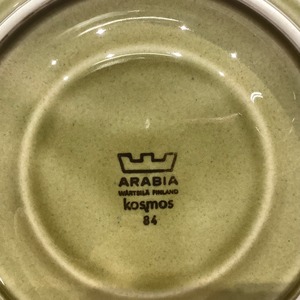 ARABIA
WÄRTSILÄ FINLAND
kosmos
84